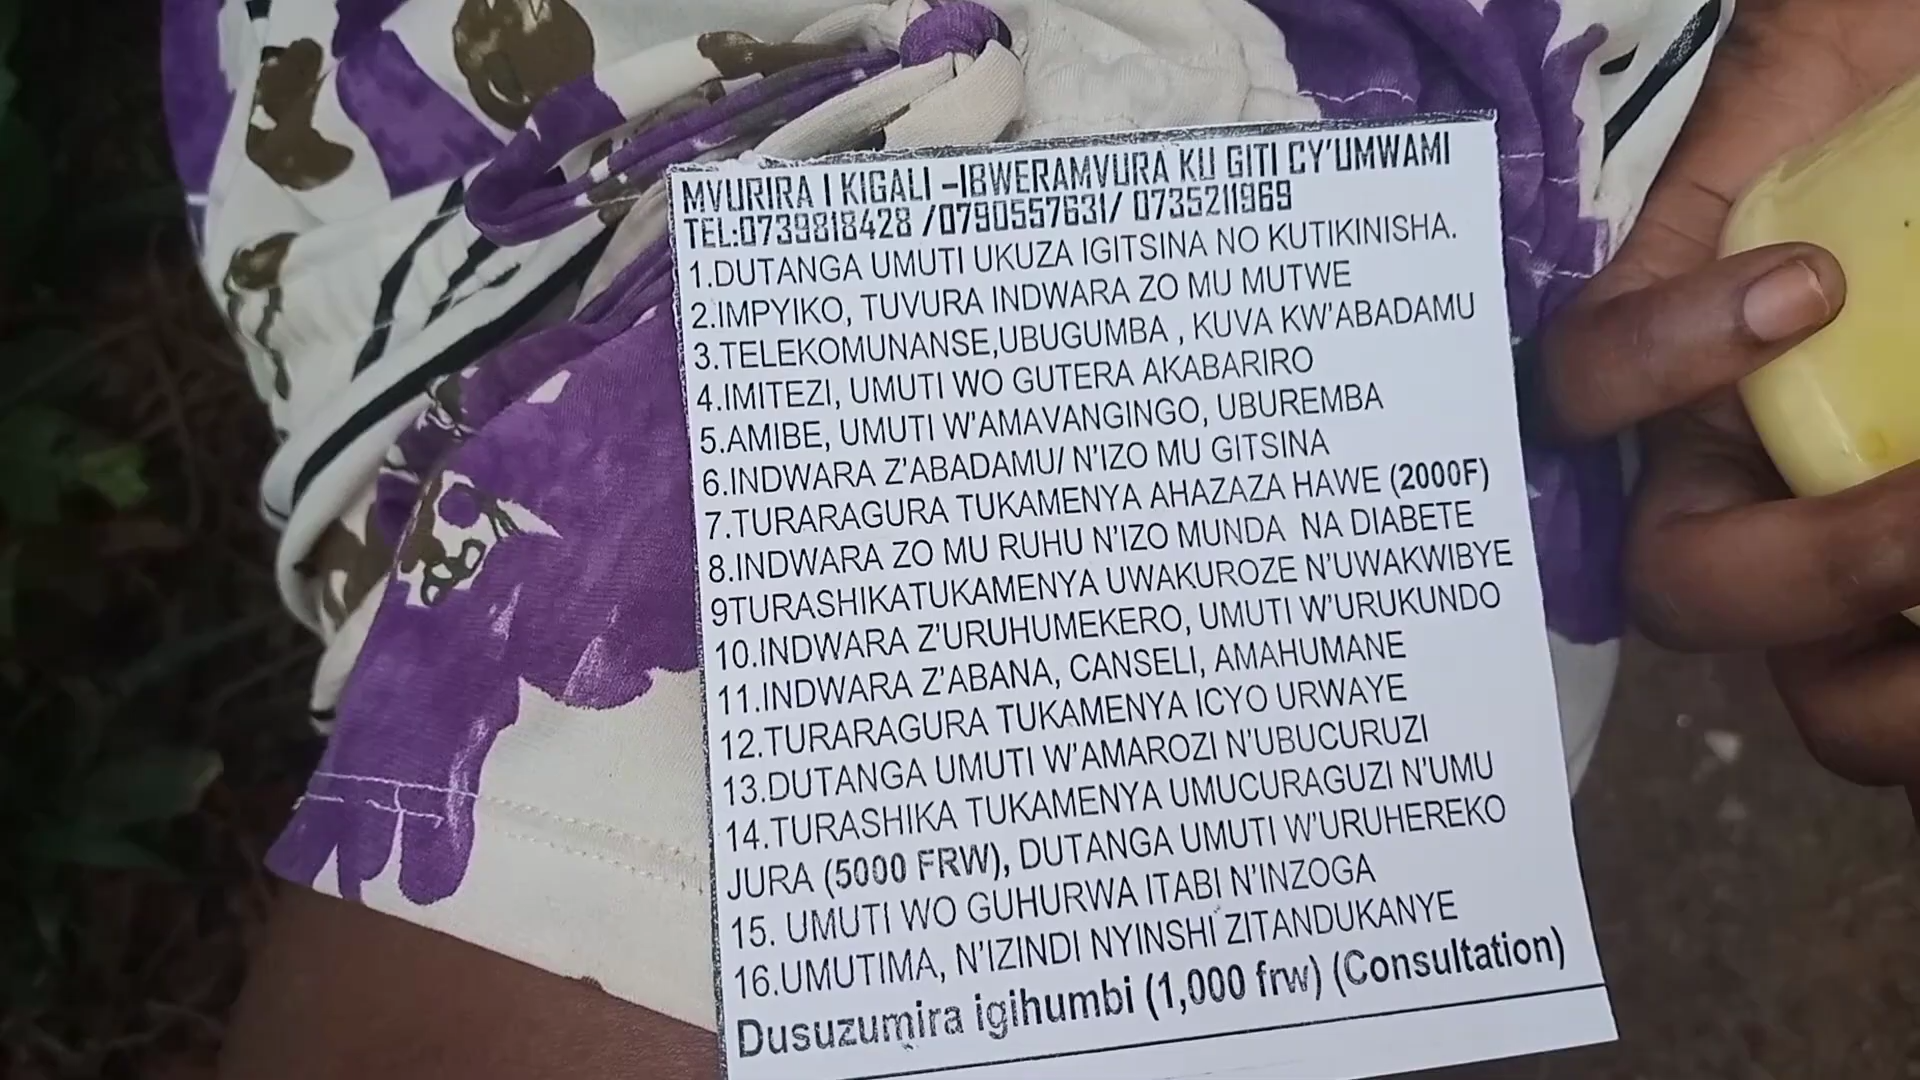 MVURIRA I KIGALI –IBWERAMVURA KU GITI CY'UMWAMI
TEL:0739818428 /0790557631/ 0735211969
1.DUTANGA UMUTI UKUZA IGITSINA NO KUTIKINISHA.
2.IMPYIKO, TUVURA INDWARA ZO MU MUTWE
3.TELEKOMUNANSE,UBUGUMBA , KUVA KW'ABADAMU
4.IMITEZI, UMUTI WO GUTERA AKABARIRO
5.AMIBE, UMUTI W'AMAVANGINGO, UBUREMBA
6.INDWARA Z'ABADAMU/ N'IZO MU GITSINA
7.TURARAGURA TUKAMENYA AHAZAZA HAWE (2000F)
8.INDWARA ZO MU RUHU N'IZO MUNDA NA DIABETE
9TURASHIKATUKAMENYA UWAKUROZE N'UWAKWIBYE
10.INDWARA Z'URUHUMEKERO, UMUTI W'URUKUNDO
11.INDWARA Z'ABANA, CANSELI, AMAHUMANE
12.TURARAGURA TUKAMENYA ICYO URWAYE
13.DUTANGA UMUTI W'AMAROZI N'UBUCURUZI
14.TURASHIKA TUKAMENYA UMUCURAGUZI N'UMU
JURA (5000 FRW), DUTANGA UMUTI W'URUHEREKO
15. UMUTI WO GUHURWA ITABI N'INZOGA
16.UMUTIMA, N'IZINDI NYINSHI ZITANDUKANYE
Dusuzumira igihumbi (1,000 frw) (Consultation)